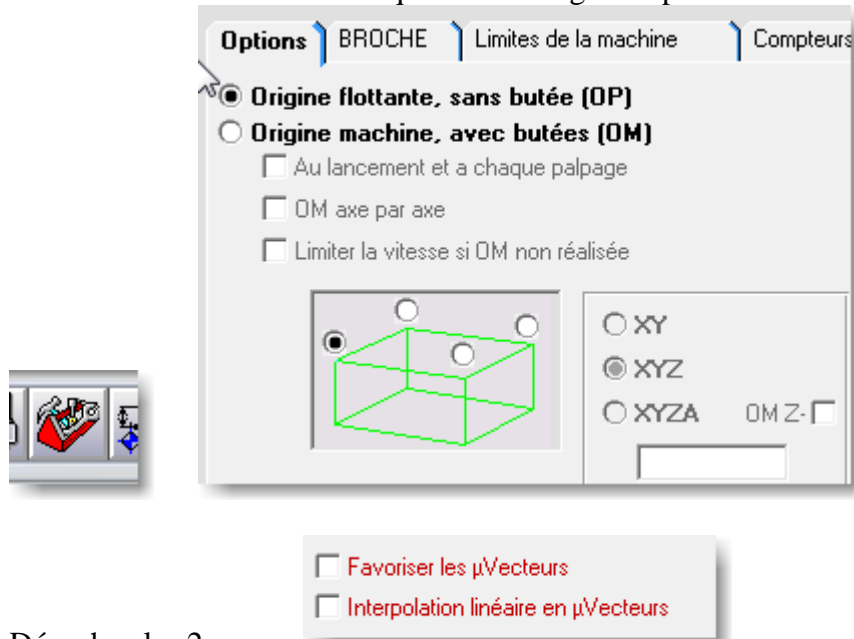 Options BROCHE Limites de la machine Compteurs
Origine flottante, sans butée (OP)
Origine machine, avec butées (OM)
Au lancement et a chaque palpage
OM axe par axe
Limiter la vitesse si OM non réalisée
XY
XYZ
XYZA OM Z-
Favoriser les µVecteurs
Interpolation linéaire en µVecteurs